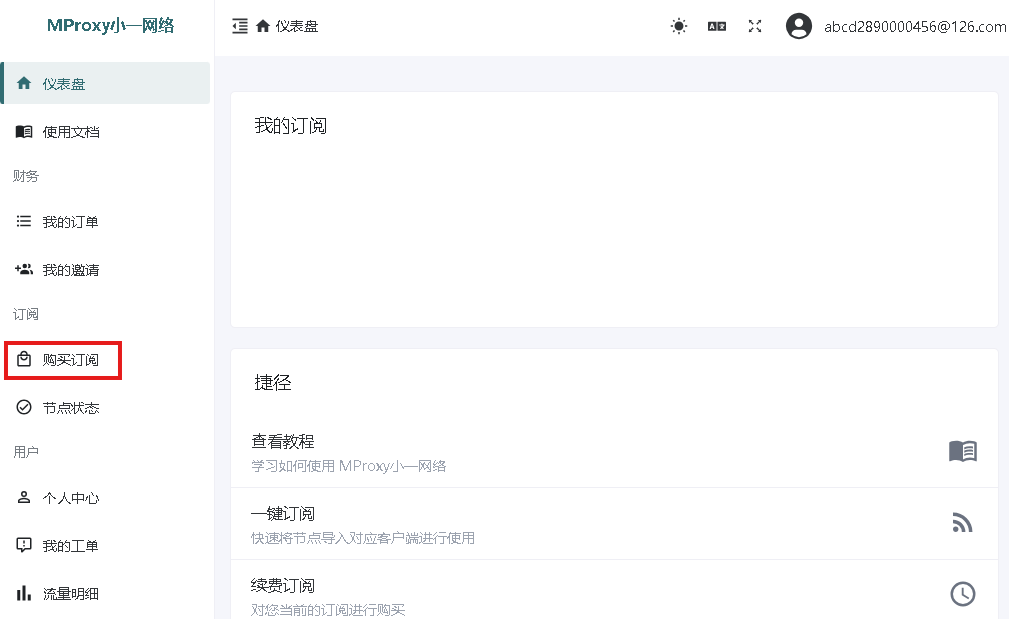 MProxy小一网络
仪表盘
abcd2890000456@126.com
仪表盘
使用文档
财务
我的订单
我的邀请
订阅
购买订阅
节点状态
用户
个人中心
我的工单
流量明细
我的订阅
捷径
查看教程
学习如何使用 MProxy小一网络
一键订阅
快速将节点导入对应客户端进行使用
续费订阅
对您当前的订阅进行购买